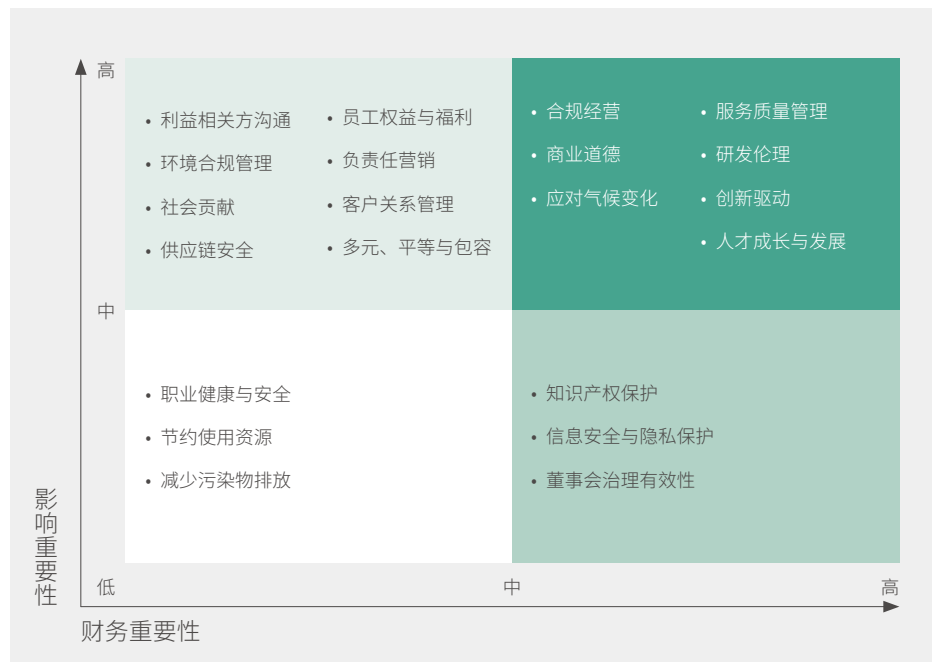 高
• 利益相关方沟通
• 环境合规管理
• 社会贡献
• 供应链安全
• 员工权益与福利
• 负责任营销
• 客户关系管理
• 多元、平等与包容
• 合规经营
• 商业道德
• 应对气候变化
• 服务质量管理
• 研发伦理
• 创新驱动
• 人才成长与发展
中
• 职业健康与安全
• 节约使用资源
• 减少污染物排放
• 知识产权保护
• 信息安全与隐私保护
• 董事会治理有效性
影响重要性
低
中
高
财务重要性